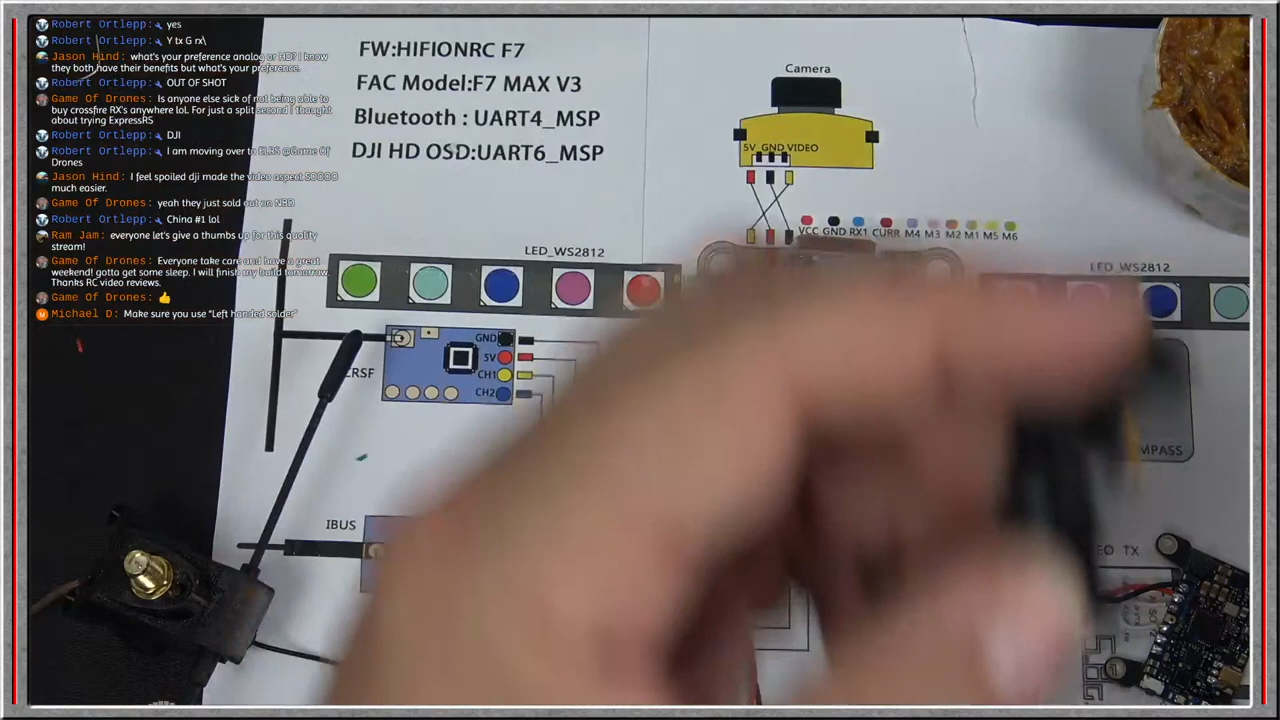 Robert Ortlepp: yes
Robert Ortlepp: Y tx G rx\
Jason Hind: what's your preference analog or HD? I know
they both have their benefits but what's your preference.
Robert Ortlepp: OUT OF SHOT
Game Of Drones: Is anyone else sick of not being able to
buy crossfire RX's anywhere lol. For just a split second I thought
about trying ExpressRS
Robert Ortlepp: DJI
Robert Ortlepp: I am moving over to ELRS @Game Of
Drones
Jason Hind: I feel spoiled dji made the video aspect SOOOO
much easier.
Game Of Drones: yeah they just sold out on NRD
Robert Ortlepp: China #1 lol
Ram Jam: everyone let's give a thumbs up for this quality
stream!
Game Of Drones: Everyone take care and have a great
weekend! gotta get some sleep. I will finish my build tomorrow.
Thanks RC video reviews.
Game Of Drones: 👍
Michael D: Make sure you use "Left handed solder"
FW:HIFIONRC F7
FAC Model:F7 MAX V3
Bluetooth : UART4_MSP
DJI HD OSD:UART6_MSP
Camera
5V GND VIDEO
VCC GND RX1 CURR M4 M3 M2 M1 M5 M6
LED_WS2812
LED_WS2812
GND
5V
CH1
CH2
CRSF
MPASS
IBUS
EO TX